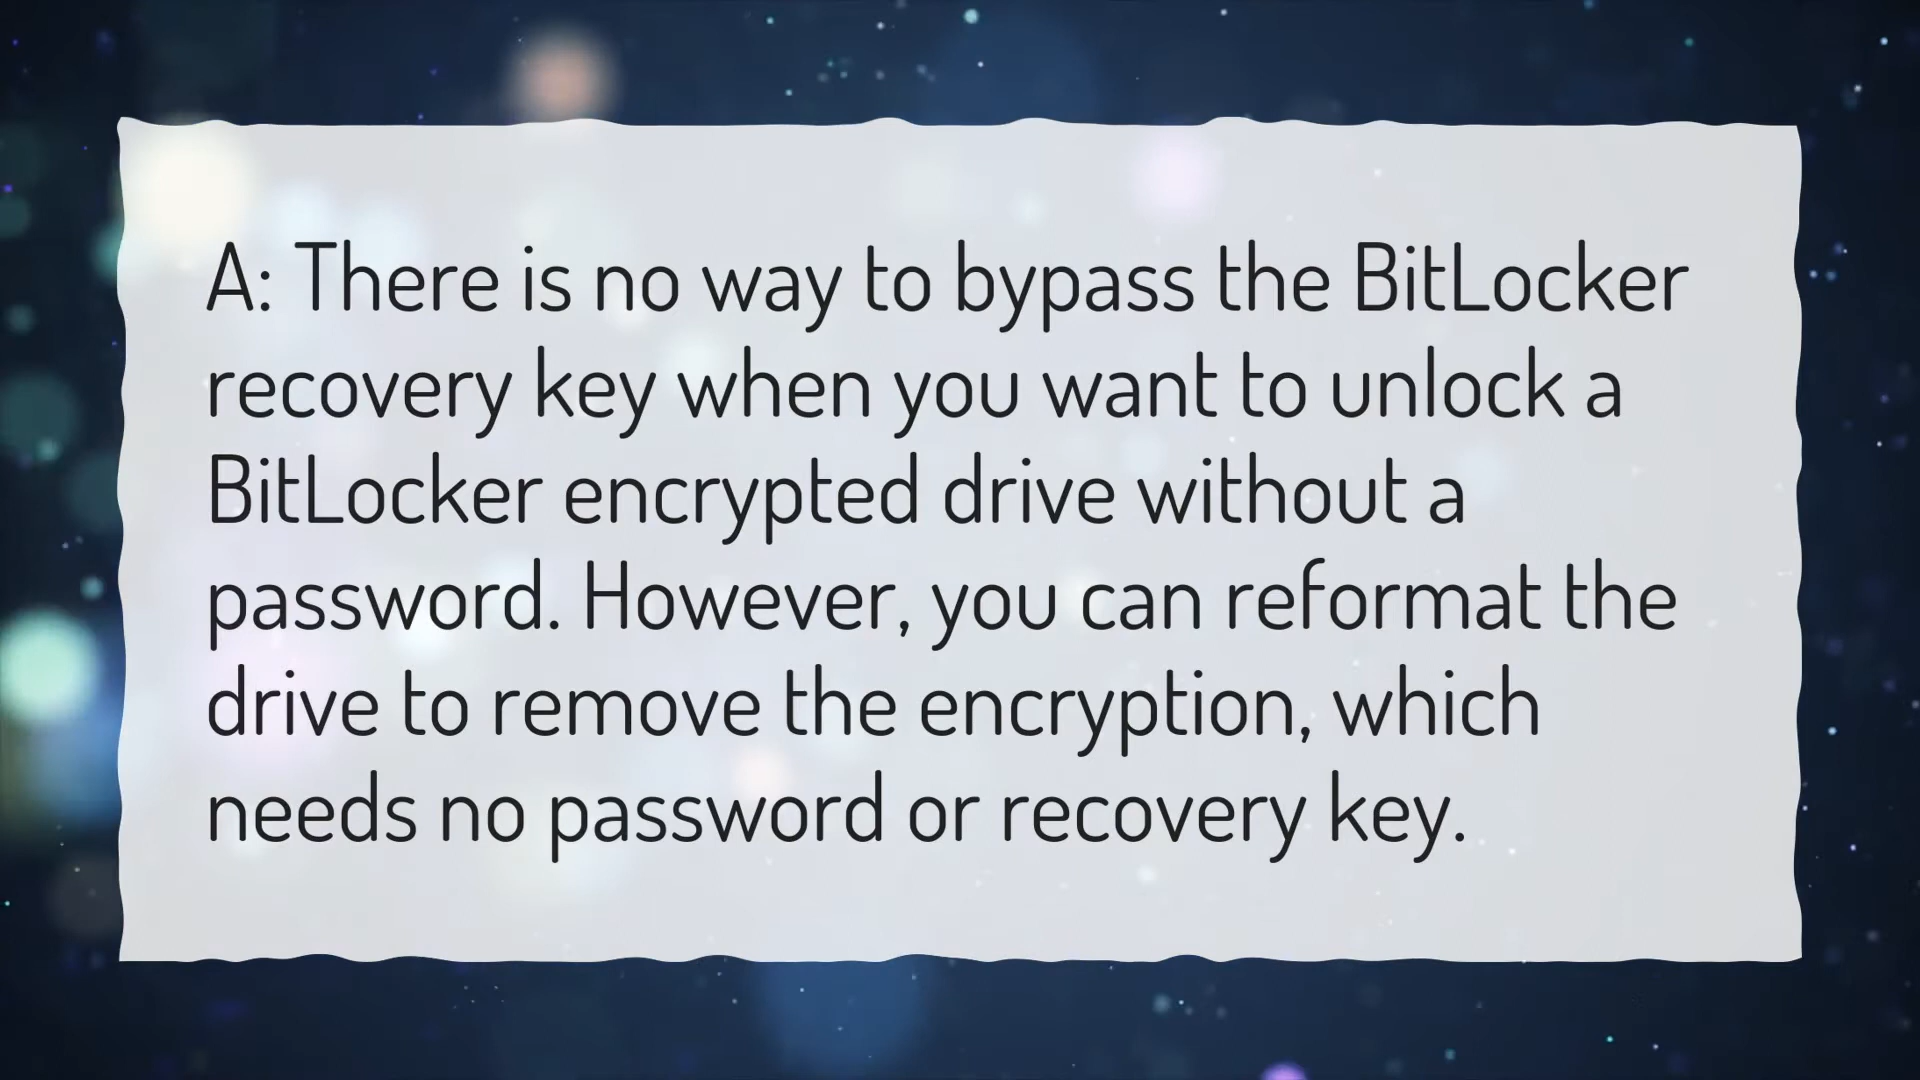 A: There is no way to bypass the BitLocker
recovery key when you want to unlock a
BitLocker encrypted drive without a
password. However, you can reformat the
drive to remove the encryption, which
needs no password or recovery key.